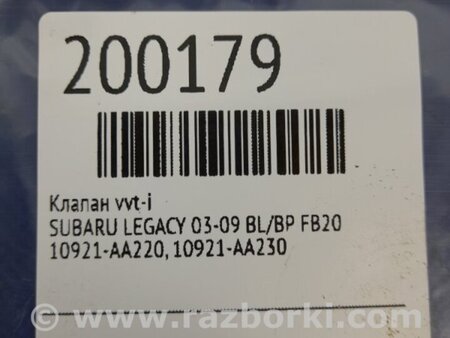 200179
Клапан vvt-i
SUBARU LEGACY 03-09 BL/BP FB20
10921-AA220, 10921-AA230
www.razborki.com